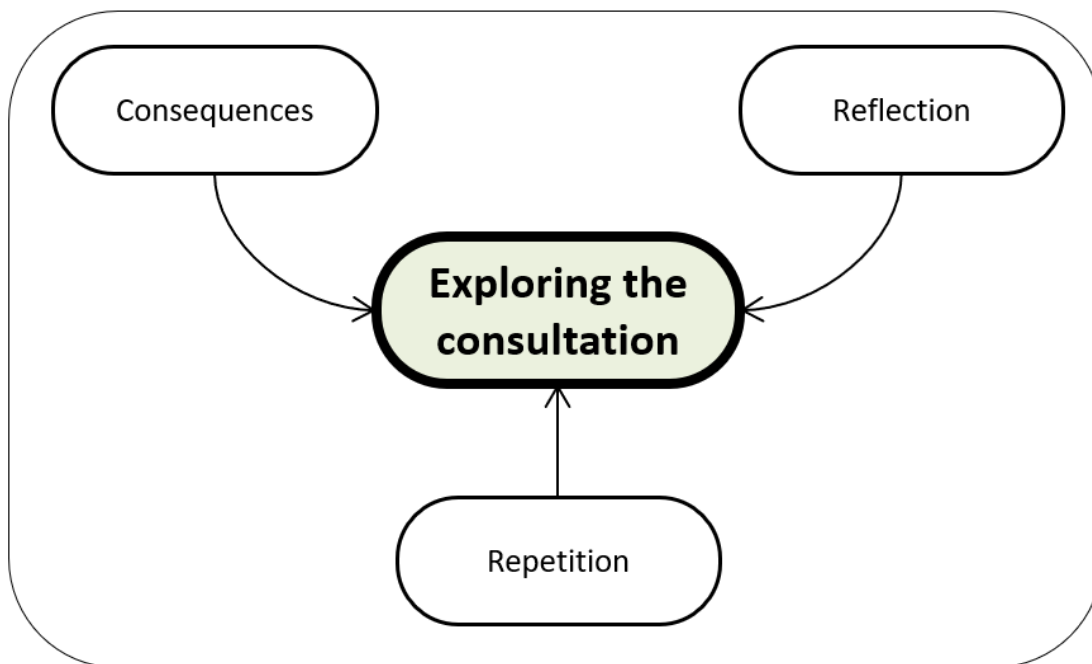 Consequences
Reflection
Exploring the
consultation
Repetition